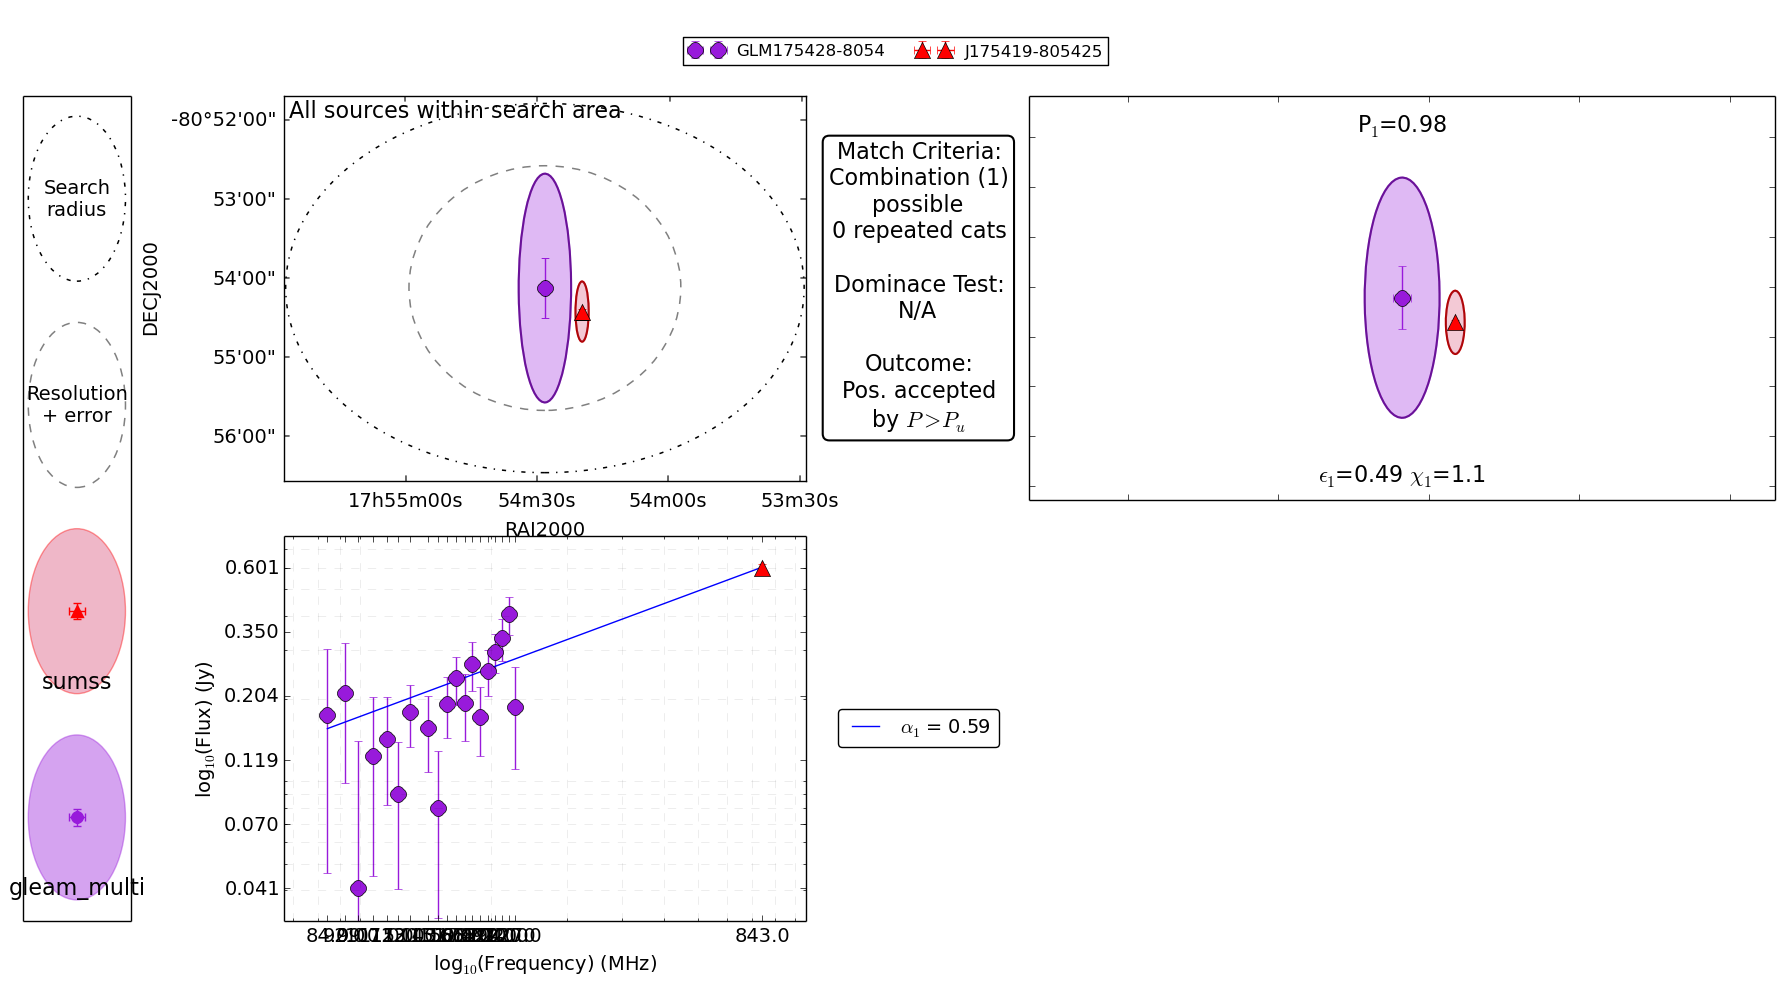 GLM175428-8054 J175419-805425
All sources within search area
-80°52'00"
53'00"
54'00"
55'00"
56'00"
DECJ2000
17h55m00s 54m30s 54m00s 53m30s
RAJ2000
Search
radius
Resolution
+ error
sumss
gleam_multi
Match Criteria:
Combination (1)
possible
0 repeated cats
Dominace Test:
N/A
Outcome:
Pos. accepted
by P>Pu
P1=0.98
ϵ1=0.49 χ1=1.1
0.601
0.350
0.204
0.119
0.070
0.041
log10(Flux) (Jy)
843.0
log10(Frequency) (MHz)
α1 = 0.59